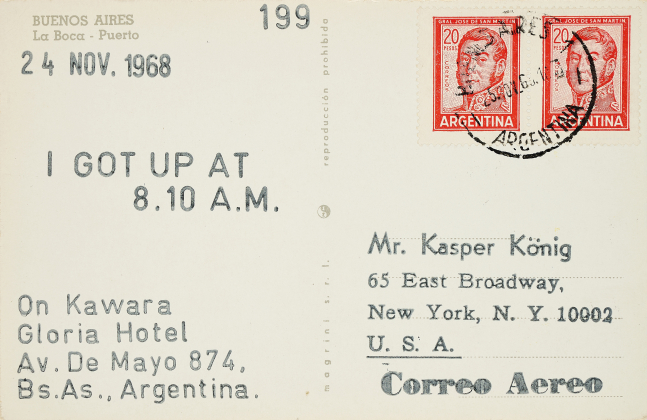 BUENOS AIRES
La Boca - Puerto
199
24 NOV. 1968
I GOT UP AT
8.10 A.M.
On Kawara
Gloria Hotel
Av. De Mayo 874,
Bs.As., Argentina.
reproducción prohibida
magrini s. r. l.
GRAL. JOSE DE SAN MARTIN
20
PESOS
ARGENTINA
GRAL. JOSE DE SAN MARTIN
20
PESOS
ARGENTINA
AIRES
ARGENTINA
Mr. Kasper König
65 East Broadway,
New York, N. Y. 10002
U. S. A.
Correo Aereo